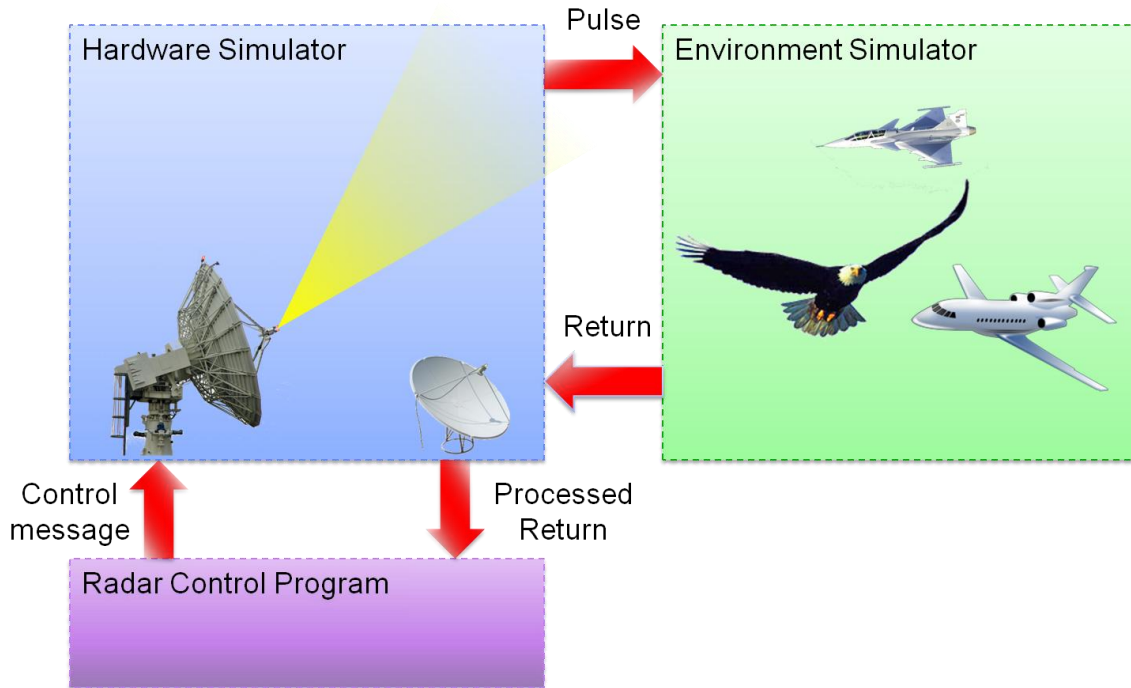 Pulse
Hardware Simulator
Environment Simulator
Return
Control
message
Processed
Return
Radar Control Program